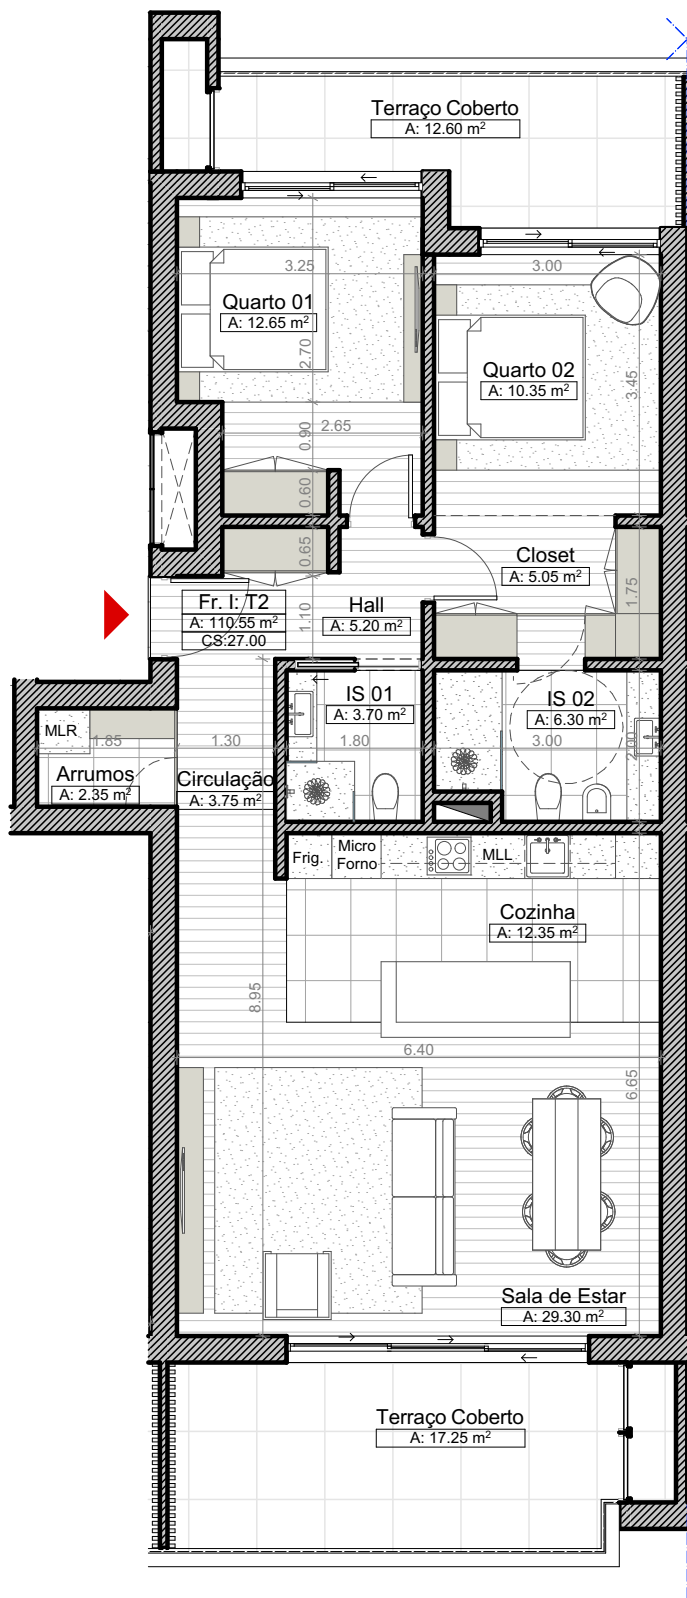 Terraço Coberto
A: 12.60 m²
3.25
3.00
Quarto 01
A: 12.65 m²
2.70
Quarto 02
A: 10.35 m²
3.45
0.90
2.65
0.60
0.65
Closet
A: 5.05 m²
1.75
Fr. I: T2
A: 110.55 m²
CS:27.00
1.10
Hall
A: 5.20 m²
IS 01
A: 3.70 m²
IS 02
A: 6.30 m²
MLR
1.85
1.30
1.80
3.00
2.00
Arrumos
A: 2.35 m²
Circulação
A: 3.75 m²
Frig.
Micro
Forno
MLL
Cozinha
A: 12.35 m²
8.95
6.40
6.65
Sala de Estar
A: 29.30 m²
Terraço Coberto
A: 17.25 m²